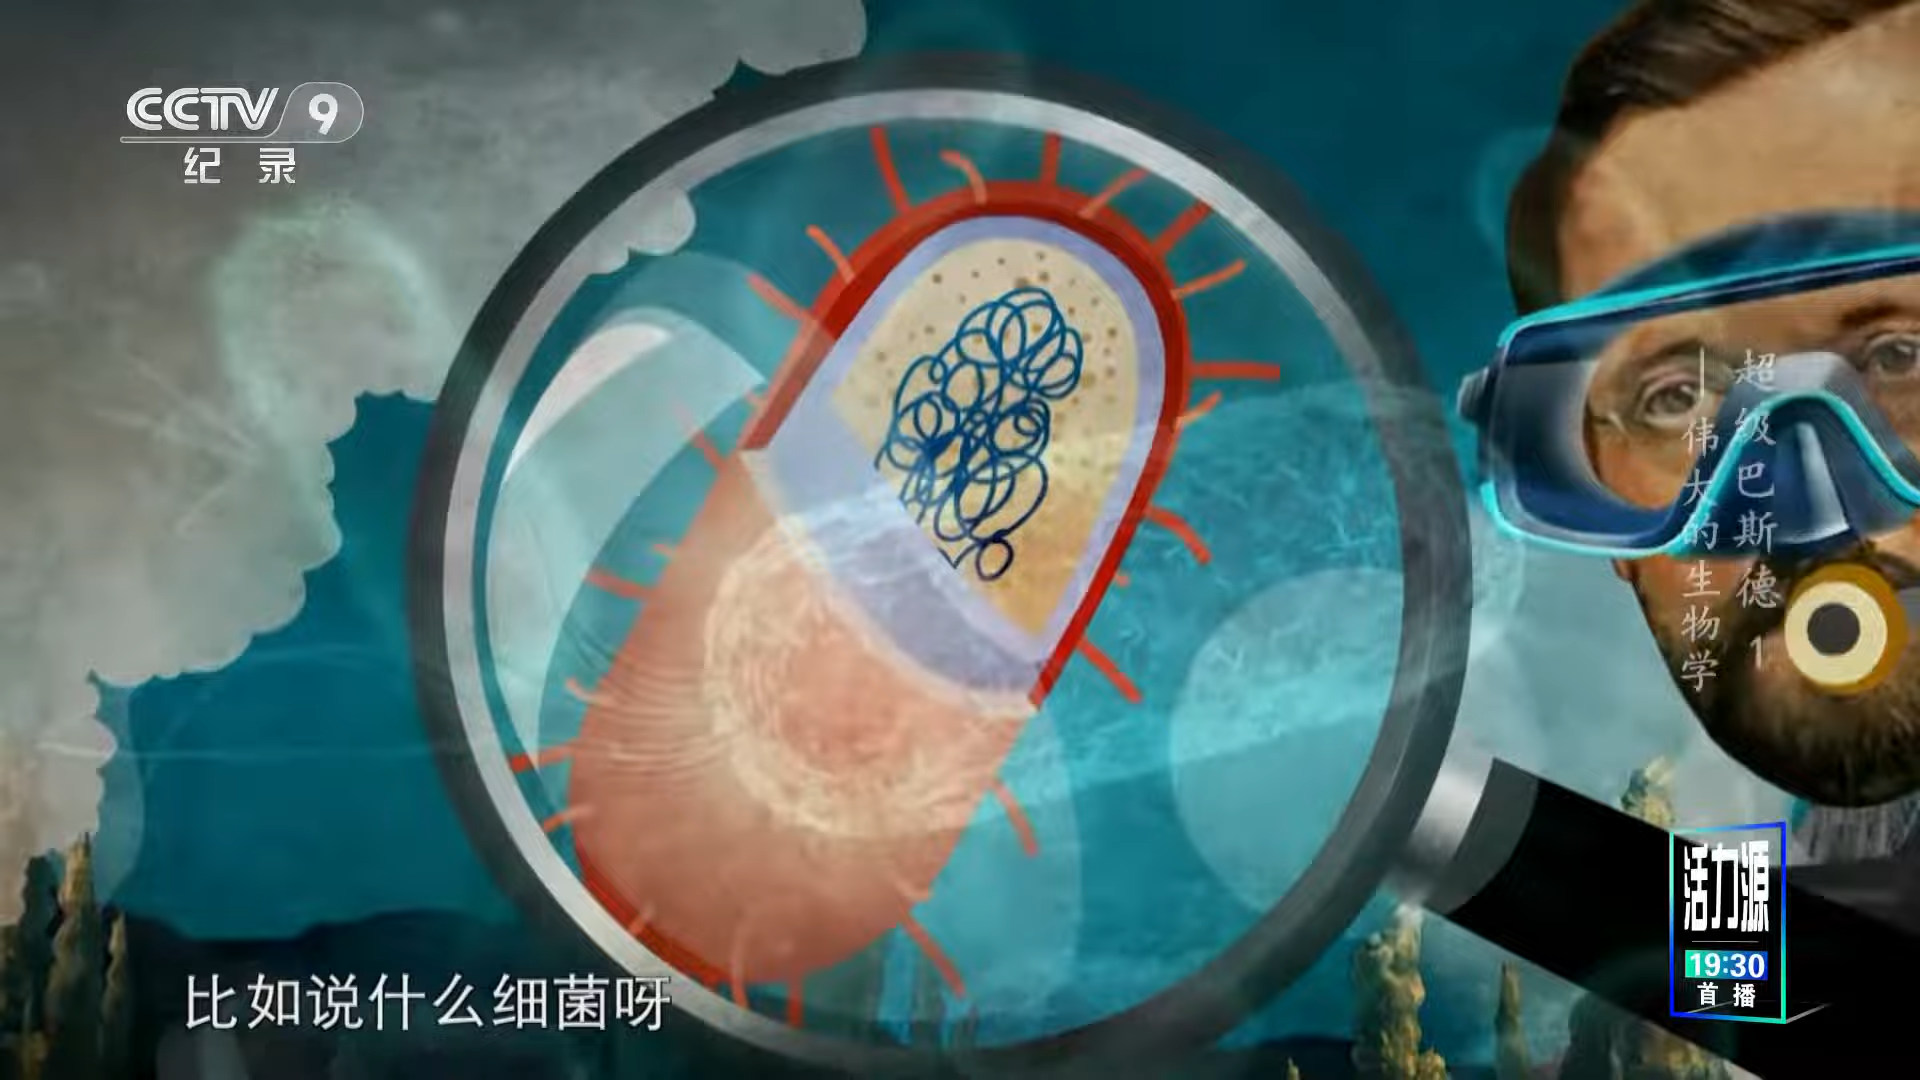 CCTV 9
纪 录
超级巴斯德 1
——伟大的生物学
活力源
19:30
首 播
比如说什么细菌呀